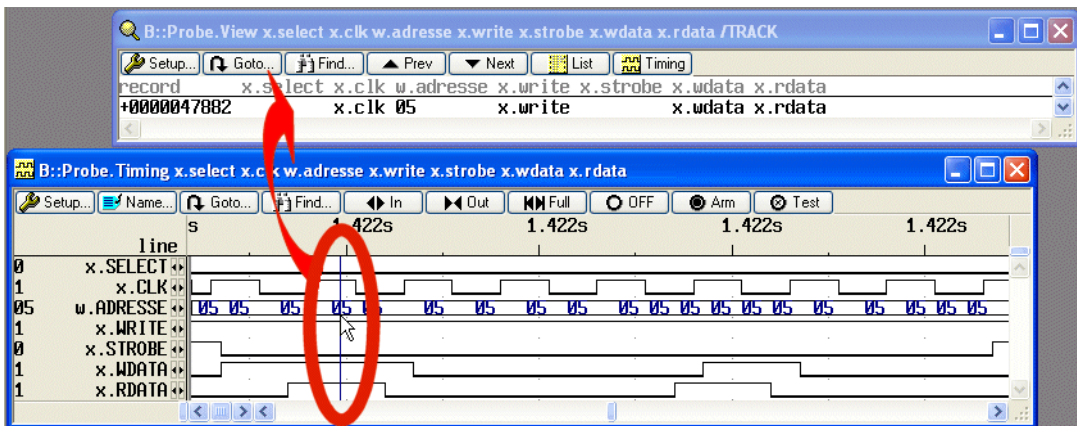 B::Probe.View x.select x.clk w.adresse x.write x.strobe x.wdata x.rdata /TRACK
Setup... Goto... Find... Prev Next List Timing
record x.select x.clk w.adresse x.write x.strobe x.wdata x.rdata
+0000047882 x.clk 05 x.write x.wdata x.rdata
B::Probe.Timing x.select x.clk w.adresse x.write x.strobe x.wdata x.rdata
Setup... Name... Goto... Find... In Out Full OFF Arm Test
s 1.422s 1.422s 1.422s 1.422s
line
0 x.SELECT
1 x.CLK
05 w.ADRESSE 05 05 05 05 05 05 05 05 05 05 05 05 05 05 05 05 05 05 05
1 x.WRITE
0 x.STROBE
1 x.WDATA
1 x.RDATA